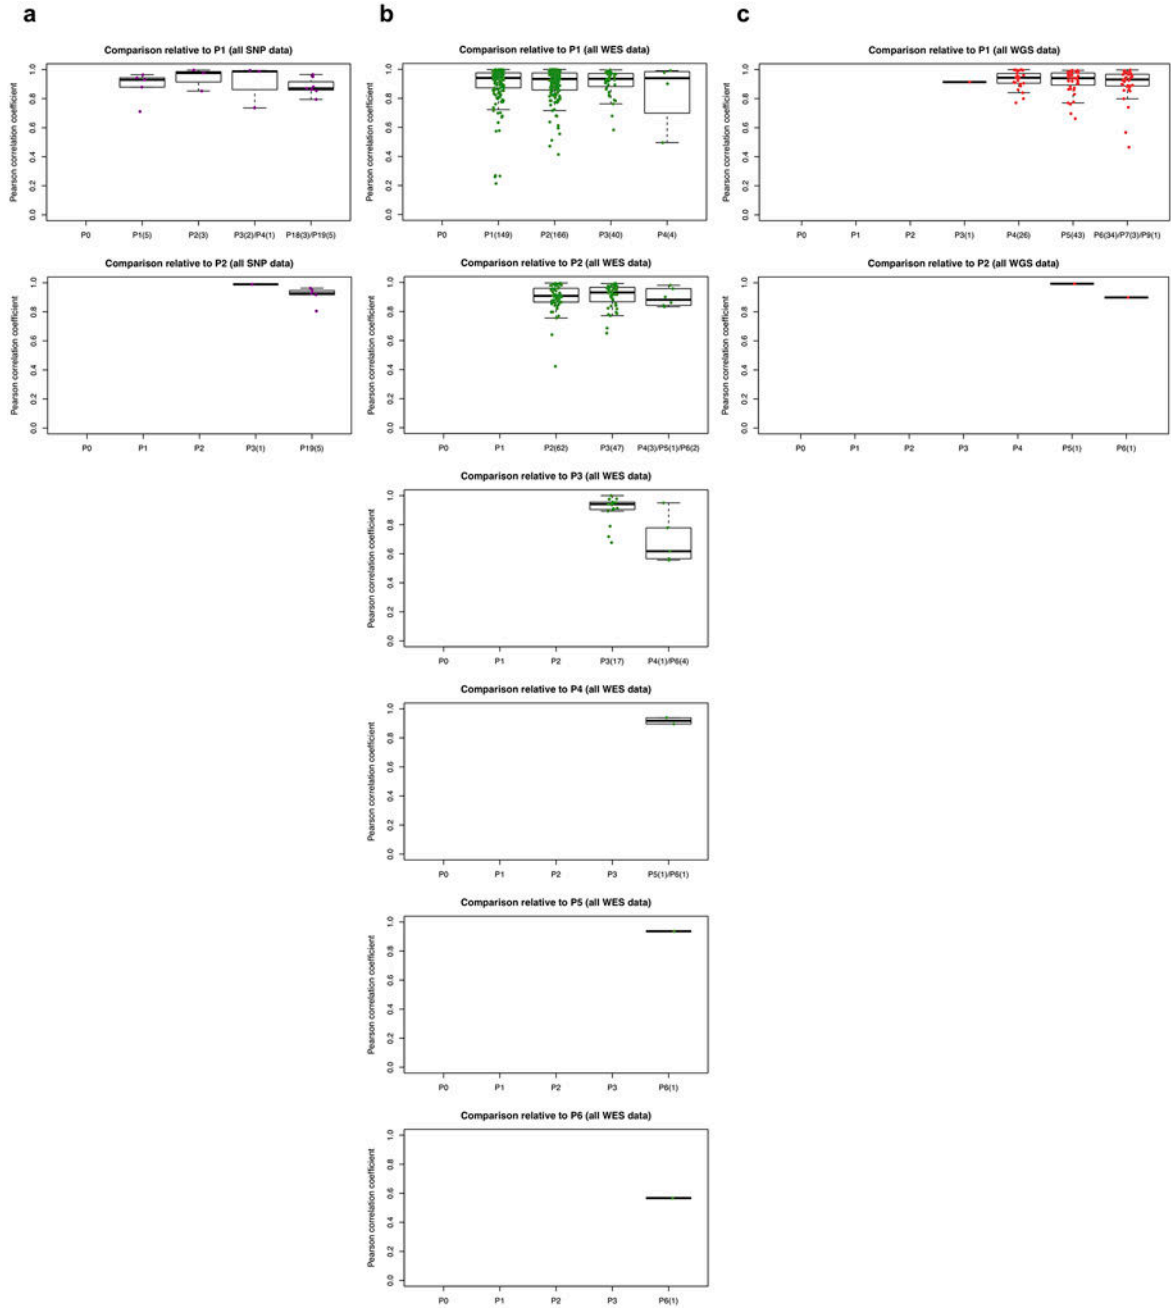 a
Comparison relative to P1 (all SNP data)
Pearson correlation coefficient
1.0
0.8
0.6
0.4
0.2
0.0
P0 P1(5) P2(3) P3(2)/P4(1) P18(3)/P19(5)
Comparison relative to P2 (all SNP data)
Pearson correlation coefficient
1.0
0.8
0.6
0.4
0.2
0.0
P0 P1 P2 P3(1) P19(5)
b
Comparison relative to P1 (all WES data)
Pearson correlation coefficient
1.0
0.8
0.6
0.4
0.2
0.0
P0 P1(149) P2(166) P3(40) P4(4)
Comparison relative to P2 (all WES data)
Pearson correlation coefficient
1.0
0.8
0.6
0.4
0.2
0.0
P0 P1 P2(62) P3(47) P4(3)/P5(1)/P6(2)
Comparison relative to P3 (all WES data)
Pearson correlation coefficient
1.0
0.8
0.6
0.4
0.2
0.0
P0 P1 P2 P3(17) P4(1)/P6(4)
Comparison relative to P4 (all WES data)
Pearson correlation coefficient
1.0
0.8
0.6
0.4
0.2
0.0
P0 P1 P2 P3 P5(1)/P6(1)
Comparison relative to P5 (all WES data)
Pearson correlation coefficient
1.0
0.8
0.6
0.4
0.2
0.0
P0 P1 P2 P3 P6(1)
Comparison relative to P6 (all WES data)
Pearson correlation coefficient
1.0
0.8
0.6
0.4
0.2
0.0
P0 P1 P2 P3 P6(1)
c
Comparison relative to P1 (all WGS data)
Pearson correlation coefficient
1.0
0.8
0.6
0.4
0.2
0.0
P0 P1 P2 P3(1) P4(26) P5(43) P6(34)/P7(3)/P9(1)
Comparison relative to P2 (all WGS data)
Pearson correlation coefficient
1.0
0.8
0.6
0.4
0.2
0.0
P0 P1 P2 P3 P4 P5(1) P6(1)